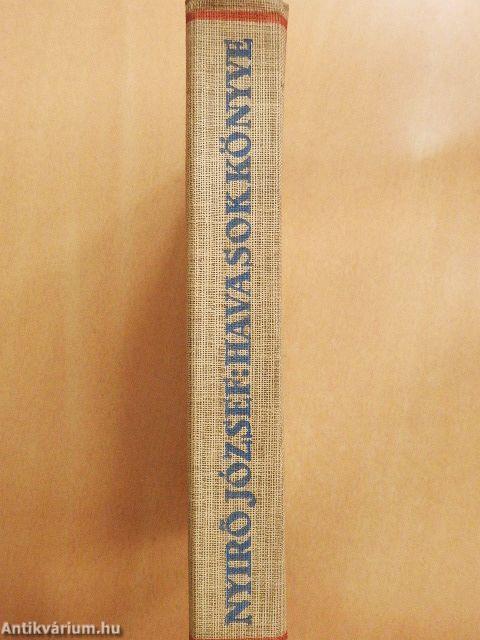 NYIRŐ JÓZSEF: HAVASOK KÖNYVE
Antikvárium.hu